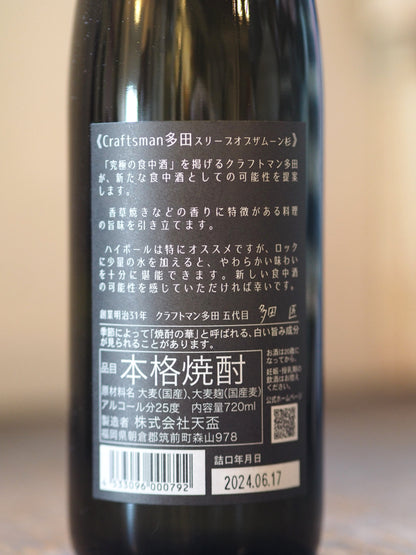 《Craftsman多田スリープオブザムーン杉》
「究極の食中酒」を掲げるクラフトマン多田
が、新たな食中酒としての可能性を提案
します。
香草焼きなどの香りに特徴がある料理
の旨味を引き立てます。
ハイボールは特にオススメですが、ロック
に少量の水を加えると、やわらかい味わい
を十分に堪能できます。新しい食中酒
の可能性を感じていただければ幸いです。
創業明治31年 クラフトマン多田 五代目 多田 匠
季節によって「焼酎の華」と呼ばれる、白い旨み成分
が見られることがあります。
品目 本格焼酎
原材料名 大麦(国産)、大麦麹(国産麦)
アルコール分25度 内容量720ml
製造者 株式会社天盃
福岡県朝倉郡筑前町森山978
お酒は20歳になってから。
妊娠・授乳期の
飲酒はお控えください。
公式ホームページ
4 533096 000792
詰口年月日
2024.06.17